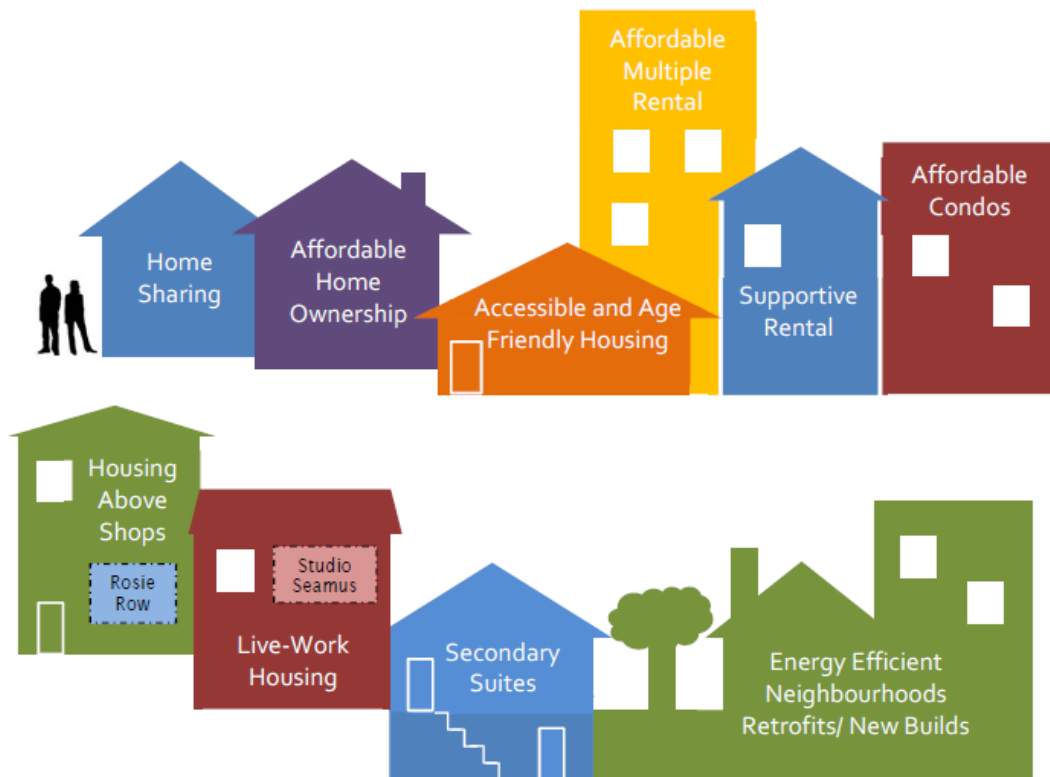 Affordable
Multiple
Rental
Affordable
Condos
Home
Sharing
Affordable
Home
Ownership
Accessible and Age
Friendly Housing
Supportive
Rental
Housing
Above
Shops
Rosie
Row
Studio
Seamus
Live-Work
Housing
Secondary
Suites
Energy Efficient
Neighbourhoods
Retrofits/ New Builds